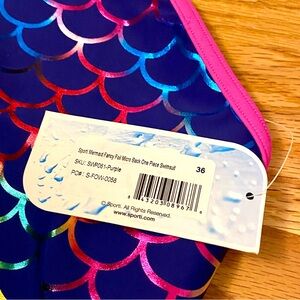 Sporti Mermaid Fancy Foil Micro Back One Piece Swimsuit
SKU: SWR061-Purple
36
PC#: S-FOW-0058
© Sporti. All Rights Reserved.
www.sporti.com